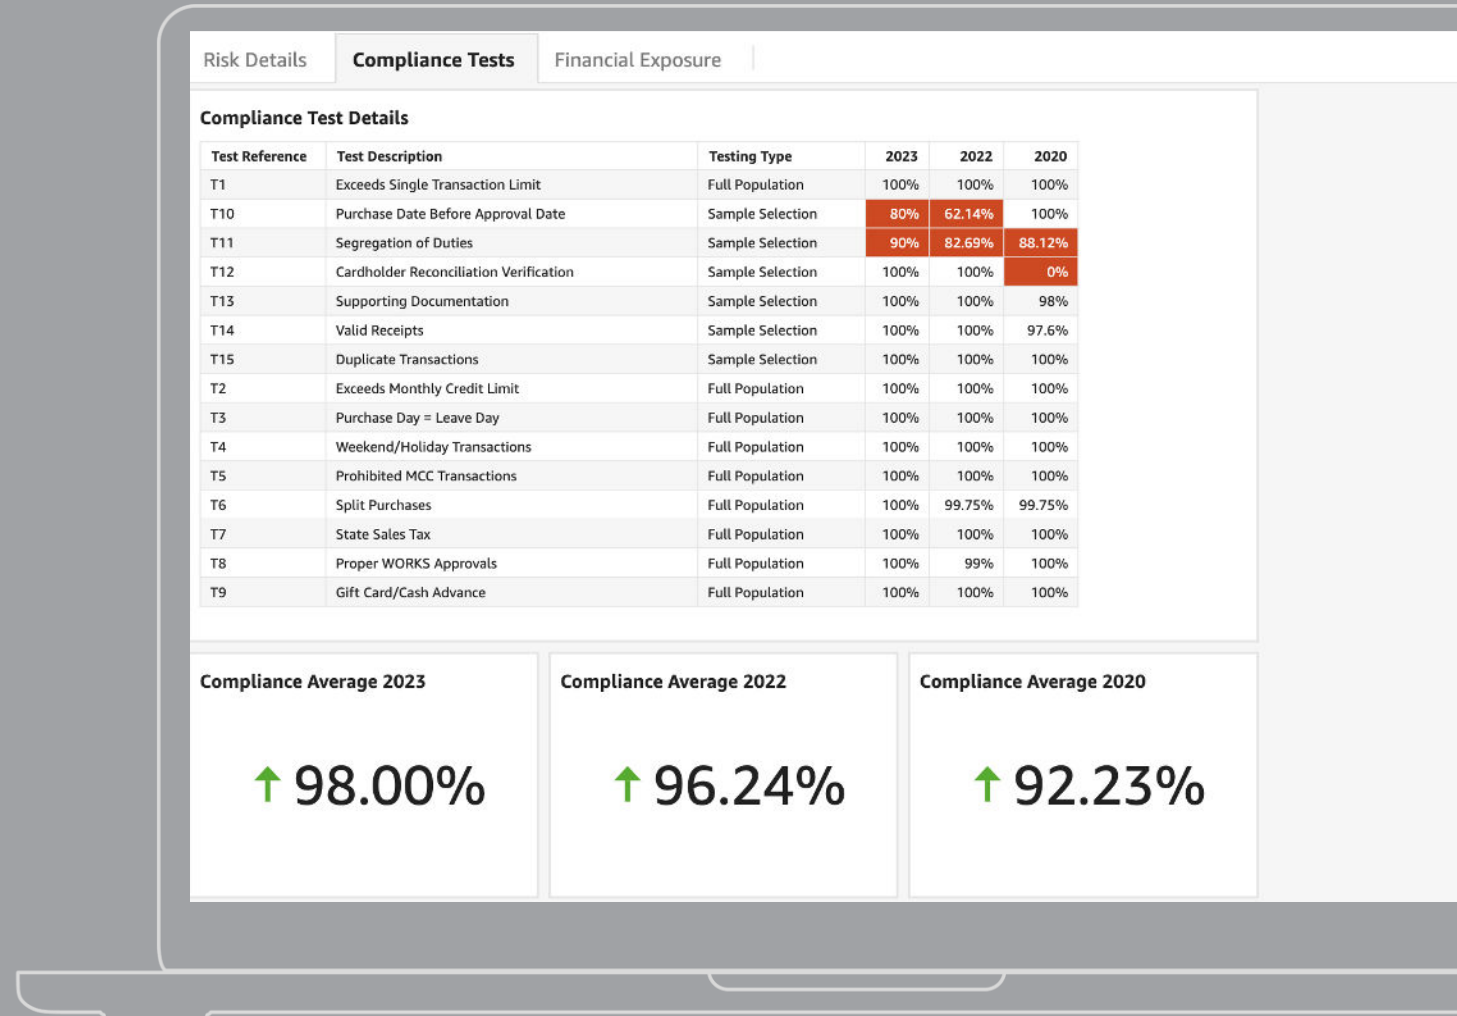 Risk Details Compliance Tests Financial Exposure
Compliance Test Details
Test Reference Test Description Testing Type 2023 2022 2020
T1 Exceeds Single Transaction Limit Full Population 100% 100% 100%
T10 Purchase Date Before Approval Date Sample Selection 80% 62.14% 100%
T11 Segregation of Duties Sample Selection 90% 82.69% 88.12%
T12 Cardholder Reconciliation Verification Sample Selection 100% 100% 0%
T13 Supporting Documentation Sample Selection 100% 100% 98%
T14 Valid Receipts Sample Selection 100% 100% 97.6%
T15 Duplicate Transactions Sample Selection 100% 100% 100%
T2 Exceeds Monthly Credit Limit Full Population 100% 100% 100%
T3 Purchase Day = Leave Day Full Population 100% 100% 100%
T4 Weekend/Holiday Transactions Full Population 100% 100% 100%
T5 Prohibited MCC Transactions Full Population 100% 100% 100%
T6 Split Purchases Full Population 100% 99.75% 99.75%
T7 State Sales Tax Full Population 100% 100% 100%
T8 Proper WORKS Approvals Full Population 100% 99% 100%
T9 Gift Card/Cash Advance Full Population 100% 100% 100%
Compliance Average 2023 Compliance Average 2022 Compliance Average 2020
↑ 98.00% ↑ 96.24% ↑ 92.23%